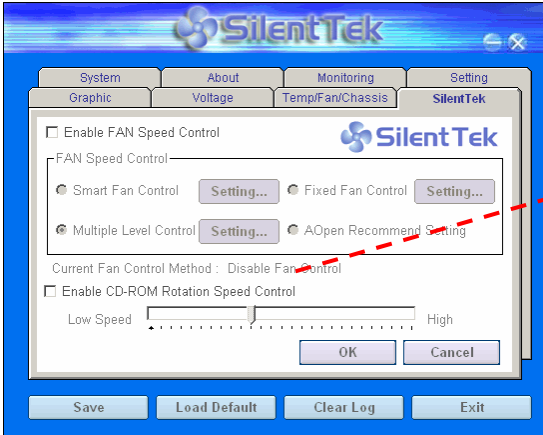 SilentTek
System About Monitoring Setting
Graphic Voltage Temp/Fan/Chassis SilentTek
Enable FAN Speed Control
SilentTek
FAN Speed Control
Smart Fan Control Setting... Fixed Fan Control Setting...
Multiple Level Control Setting... AOpen Recommend Setting
Current Fan Control Method : Disable Fan Control
Enable CD-ROM Rotation Speed Control
Low Speed High
OK Cancel
Save Load Default Clear Log Exit